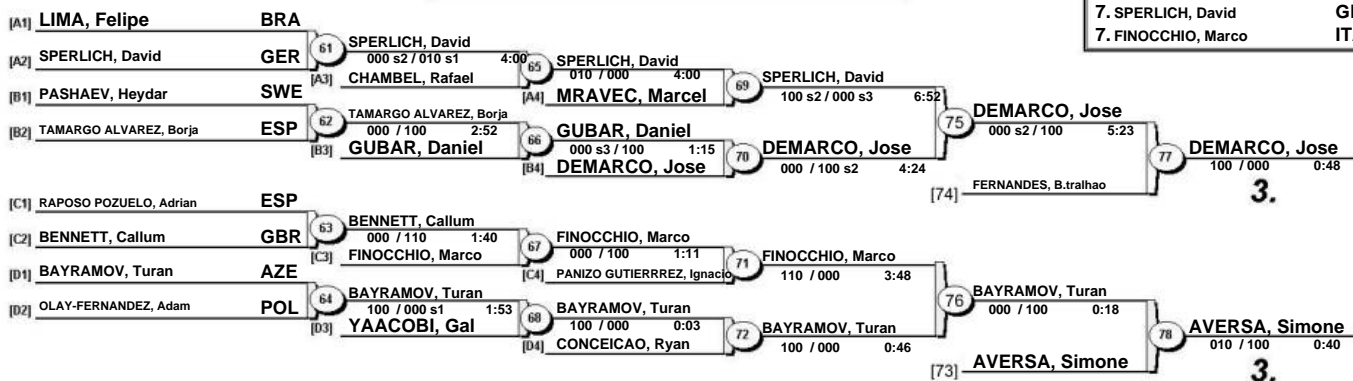 7. SPERLICH, David GE
7. FINOCCHIO, Marco ITA
[A1] LIMA, Felipe BRA
61 SPERLICH, David
000 s2 / 010 s1 4:00
[A2] SPERLICH, David GER
[A3] CHAMBEL, Rafael
65 SPERLICH, David
010 / 000 4:00
[A4] MRAVEC, Marcel
69 SPERLICH, David
100 s2 / 000 s3 6:52
[B1] PASHAEV, Heydar SWE
62 TAMARGO ALVAREZ, Borja
000 / 100 2:52
[B2] TAMARGO ALVAREZ, Borja ESP
[B3] GUBAR, Daniel
66 GUBAR, Daniel
000 s3 / 100 1:15
[B4] DEMARCO, Jose
70 DEMARCO, Jose
000 / 100 s2 4:24
75 DEMARCO, Jose
000 s2 / 100 5:23
[74] FERNANDES, B.tralhao
77 DEMARCO, Jose
100 / 000 0:48
3.
[C1] RAPOSO POZUELO, Adrian ESP
63 BENNETT, Callum
000 / 110 1:40
[C2] BENNETT, Callum GBR
[C3] FINOCCHIO, Marco
67 FINOCCHIO, Marco
000 / 100 1:11
[C4] PANIZO GUTIERRREZ, Ignacio
71 FINOCCHIO, Marco
110 / 000 3:48
[D1] BAYRAMOV, Turan AZE
64 BAYRAMOV, Turan
100 / 000 s1 1:53
[D2] OLAY-FERNANDEZ, Adam POL
[D3] YAACOBI, Gal
68 BAYRAMOV, Turan
100 / 000 0:03
[D4] CONCEICAO, Ryan
72 BAYRAMOV, Turan
100 / 000 0:46
76 BAYRAMOV, Turan
000 / 100 0:18
[73] AVERSA, Simone
78 AVERSA, Simone
010 / 100 0:40
3.